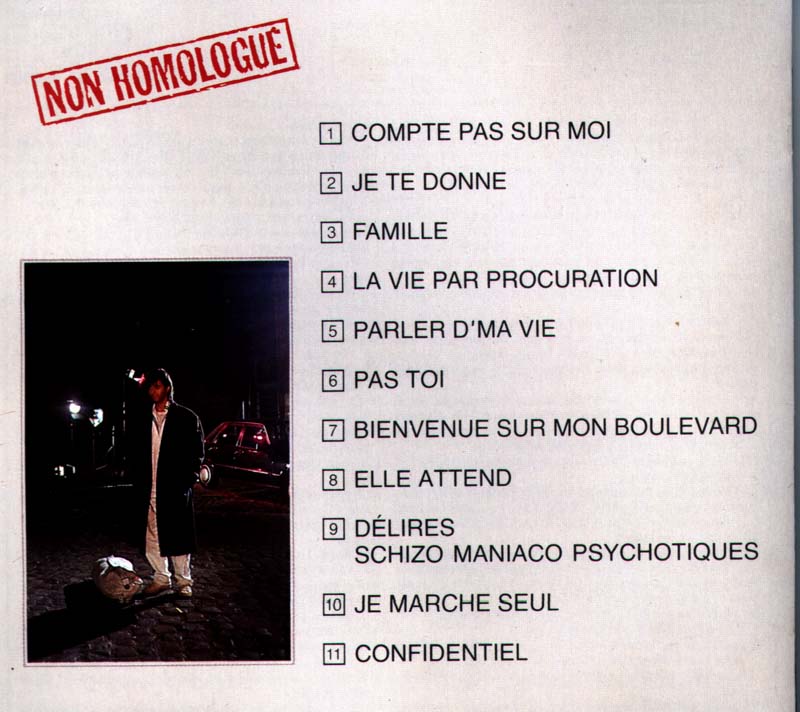 NON HOMOLOGUÉ
1 COMPTE PAS SUR MOI
2 JE TE DONNE
3 FAMILLE
4 LA VIE PAR PROCURATION
5 PARLER D'MA VIE
6 PAS TOI
7 BIENVENUE SUR MON BOULEVARD
8 ELLE ATTEND
9 DÉLIRES
SCHIZO MANIACO PSYCHOTIQUES
10 JE MARCHE SEUL
11 CONFIDENTIEL